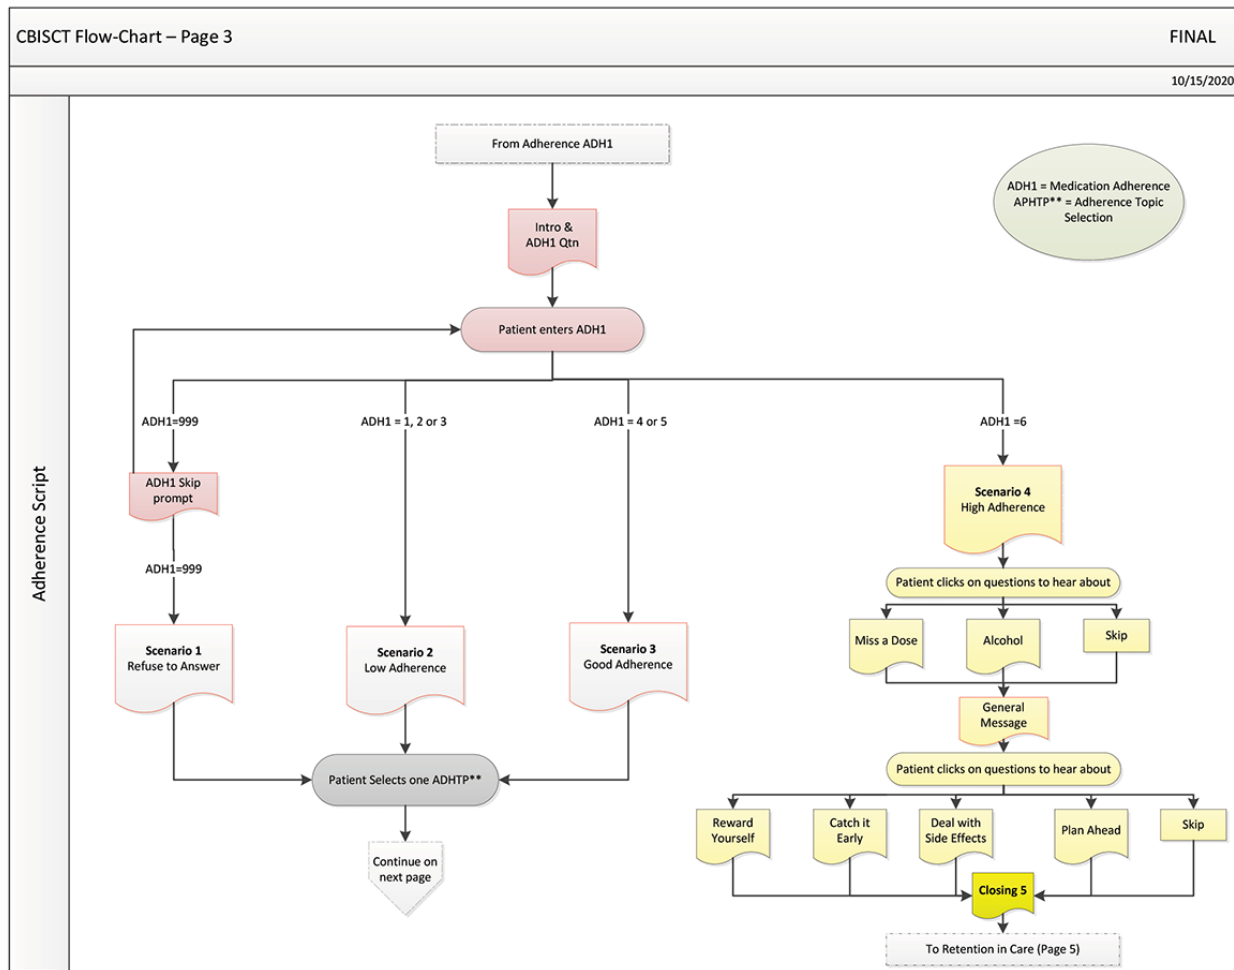 CBISCT Flow-Chart – Page 3
FINAL
10/15/2020
Adherence Script
From Adherence ADH1
ADH1 = Medication Adherence
APHTP** = Adherence Topic
Selection
Intro &
ADH1 Qtn
Patient enters ADH1
ADH1=999
ADH1 = 1, 2 or 3
ADH1 = 4 or 5
ADH1 =6
ADH1 Skip
prompt
ADH1=999
Scenario 1
Refuse to Answer
Scenario 2
Low Adherence
Scenario 3
Good Adherence
Scenario 4
High Adherence
Patient clicks on questions to hear about
Miss a Dose
Alcohol
Skip
General
Message
Patient Selects one ADHTP**
Patient clicks on questions to hear about
Reward
Yourself
Catch it
Early
Deal with
Side Effects
Plan Ahead
Skip
Continue on
next page
Closing 5
To Retention in Care (Page 5)